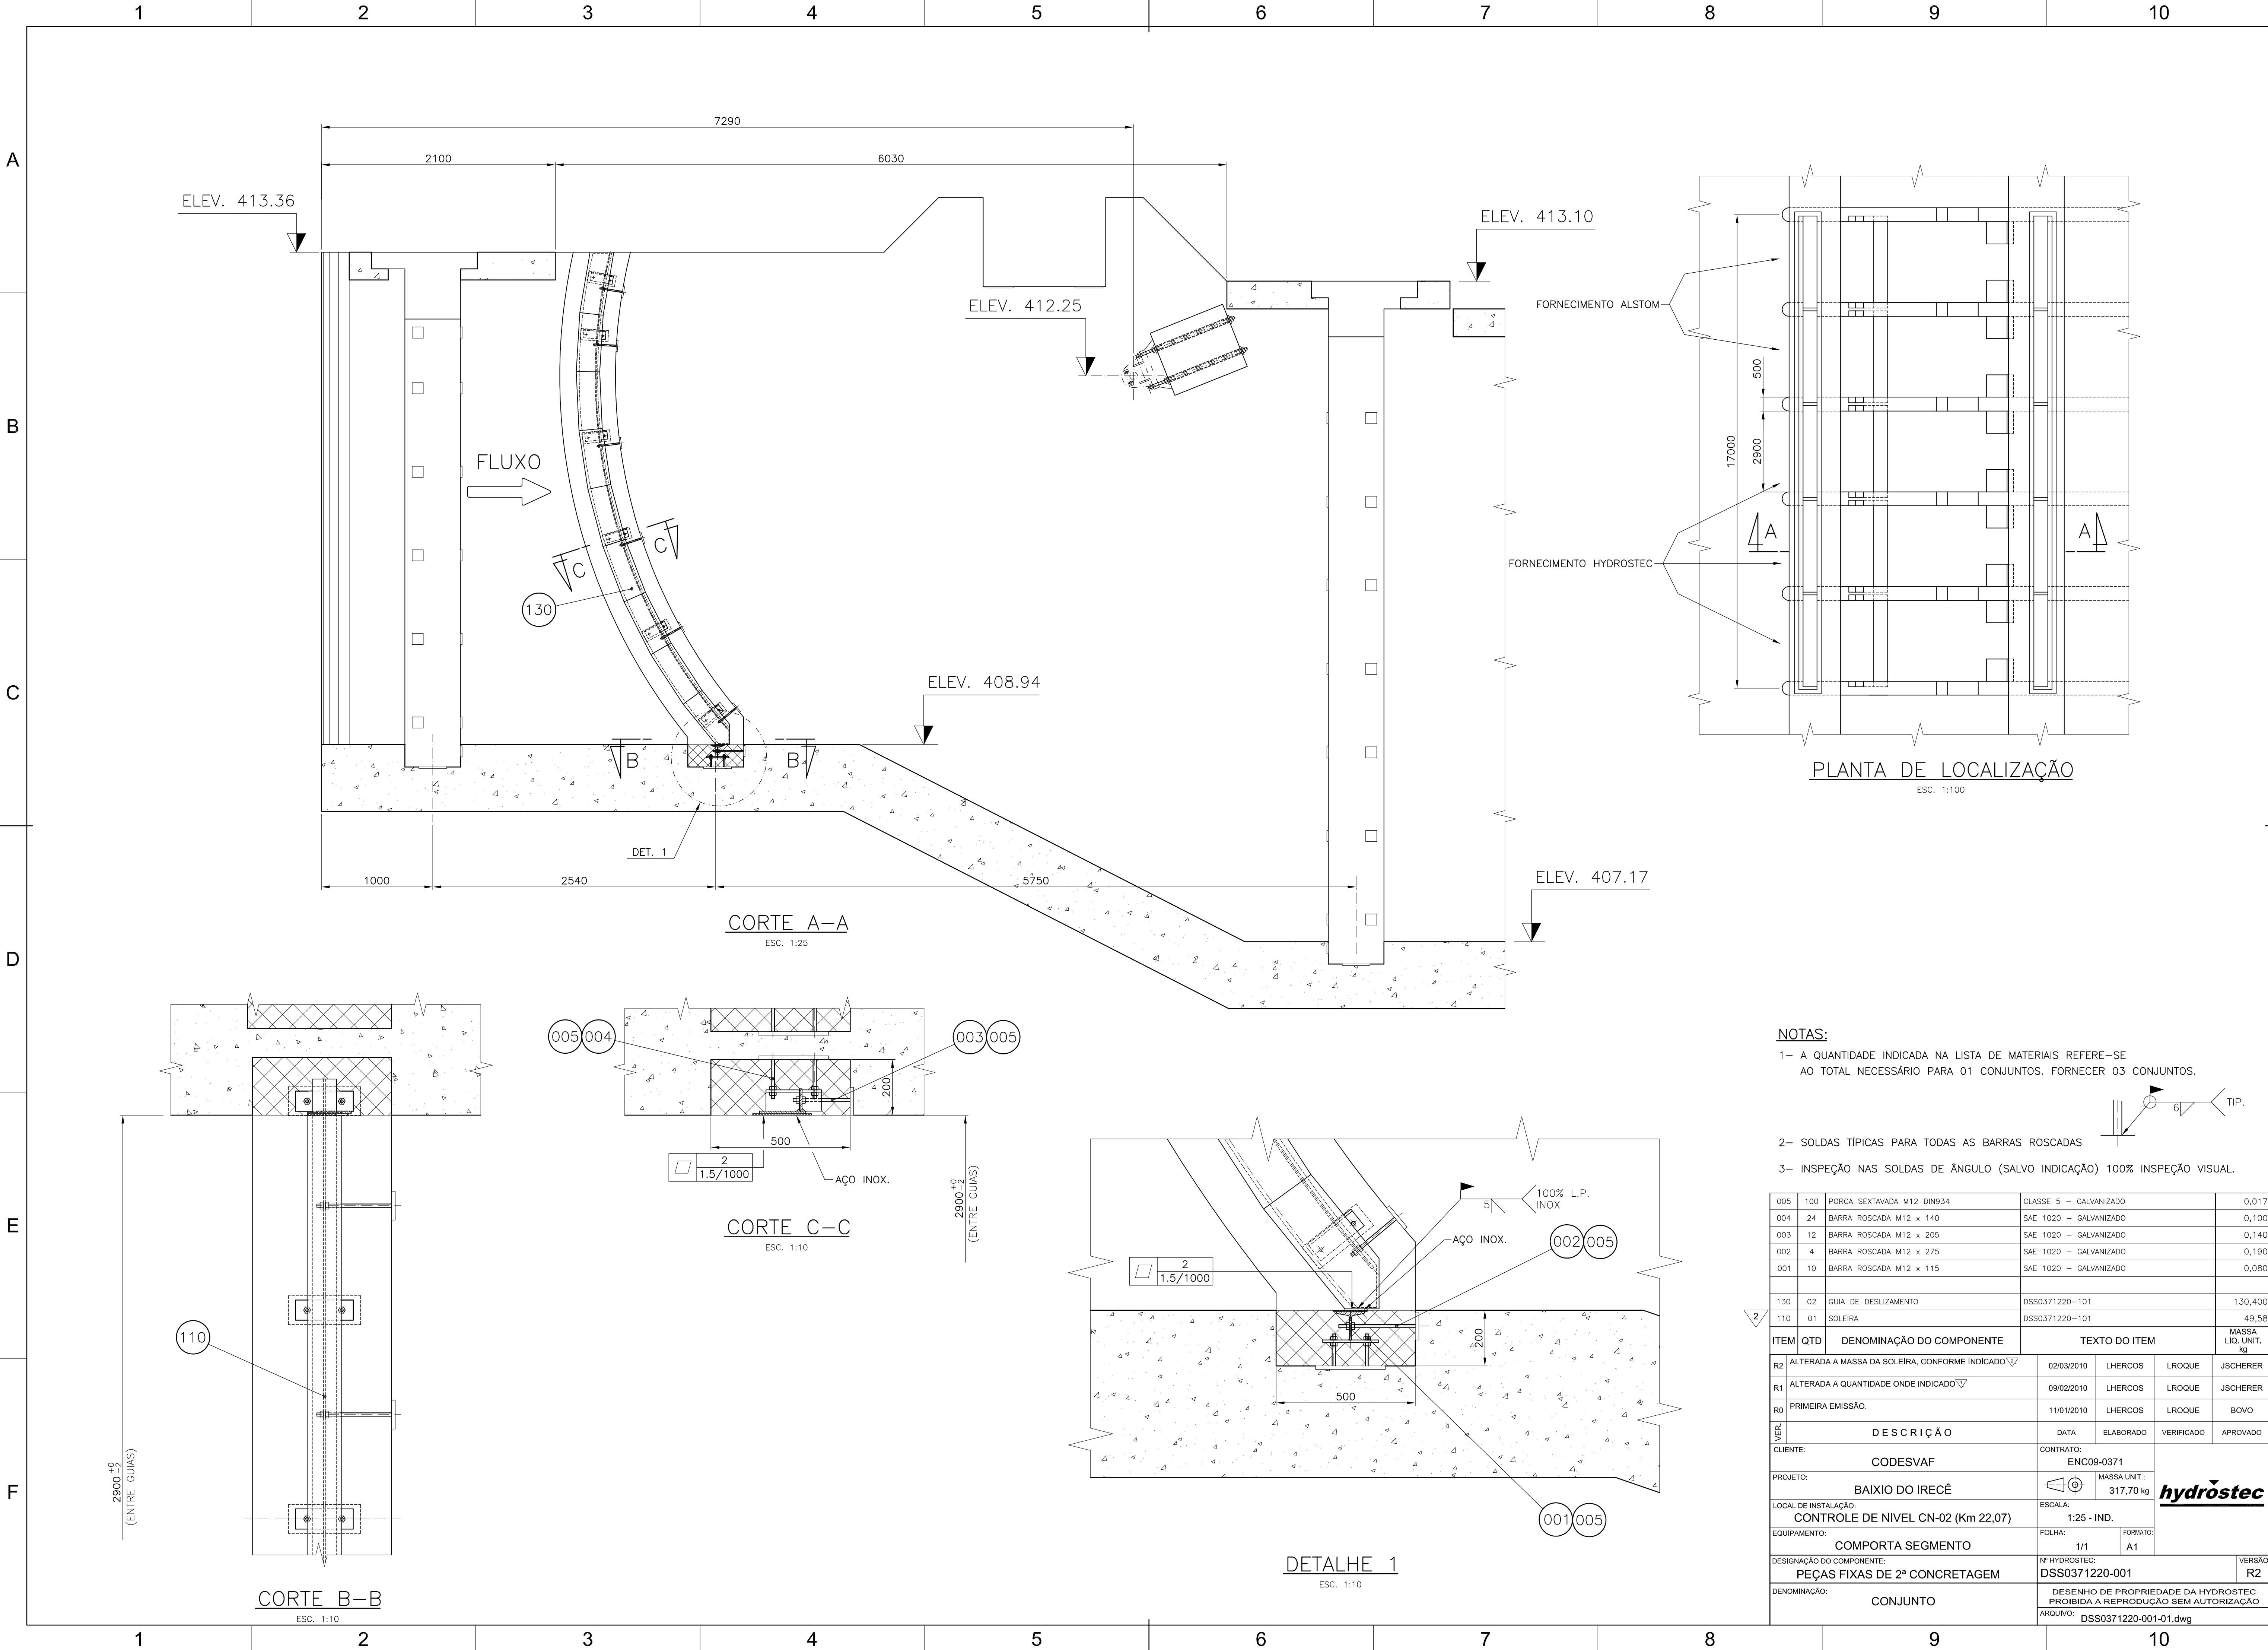 1 2 3 4 5 6 7 8 9 10
A
B
C
D
E
F
7290
2100
6030
ELEV. 413.36
ELEV. 413.10
ELEV. 412.25
FLUXO
C
C
130
ELEV. 408.94
B
B
DET. 1
1000
2540
5750
ELEV. 407.17
CORTE A–A
ESC. 1:25
FORNECIMENTO ALSTOM
500
17000
2900
A
A
FORNECIMENTO HYDROSTEC
PLANTA DE LOCALIZAÇÃO
ESC. 1:100
110
2900 +0 -2
(ENTRE GUIAS)
CORTE B–B
ESC. 1:10
005 004
003 005
200
500
2
1.5/1000
AÇO INOX.
2900 +0 -2
(ENTRE GUIAS)
CORTE C–C
ESC. 1:10
5
100% L.P.
INOX
AÇO INOX.
002 005
2
1.5/1000
200
500
001 005
DETALHE 1
ESC. 1:10
NOTAS:
1– A QUANTIDADE INDICADA NA LISTA DE MATERIAIS REFERE–SE
AO TOTAL NECESSÁRIO PARA 01 CONJUNTOS. FORNECER 03 CONJUNTOS.
6 TIP.
2– SOLDAS TÍPICAS PARA TODAS AS BARRAS ROSCADAS
3– INSPEÇÃO NAS SOLDAS DE ÂNGULO (SALVO INDICAÇÃO) 100% INSPEÇÃO VISUAL.
005 100 PORCA SEXTAVADA M12 DIN934 CLASSE 5 – GALVANIZADO 0,017
004 24 BARRA ROSCADA M12 x 140 SAE 1020 – GALVANIZADO 0,100
003 12 BARRA ROSCADA M12 x 205 SAE 1020 – GALVANIZADO 0,140
002 4 BARRA ROSCADA M12 x 275 SAE 1020 – GALVANIZADO 0,190
001 10 BARRA ROSCADA M12 x 115 SAE 1020 – GALVANIZADO 0,080
130 02 GUIA DE DESLIZAMENTO DSS0371220–101 130,400
2 110 01 SOLEIRA DSS0371220–101 49,58
ITEM QTD DENOMINAÇÃO DO COMPONENTE TEXTO DO ITEM MASSA LIQ. UNIT. kg
R2 ALTERADA A MASSA DA SOLEIRA, CONFORME INDICADO 2 02/03/2010 LHERCOS LROQUE JSCHERER
R1 ALTERADA A QUANTIDADE ONDE INDICADO 1 09/02/2010 LHERCOS LROQUE JSCHERER
R0 PRIMEIRA EMISSÃO. 11/01/2010 LHERCOS LROQUE BOVO
VER. DESCRIÇÃO DATA ELABORADO VERIFICADO APROVADO
CLIENTE: CODESVAF
CONTRATO: ENC09-0371
PROJETO: BAIXIO DO IRECÊ
MASSA UNIT.: 317,70 kg
hydrostec
LOCAL DE INSTALAÇÃO: CONTROLE DE NIVEL CN-02 (Km 22,07)
ESCALA: 1:25 - IND.
EQUIPAMENTO: COMPORTA SEGMENTO
FOLHA: 1/1
FORMATO: A1
DESIGNAÇÃO DO COMPONENTE: PEÇAS FIXAS DE 2ª CONCRETAGEM
Nº HYDROSTEC: DSS0371220-001
VERSÃO R2
DENOMINAÇÃO: CONJUNTO
DESENHO DE PROPRIEDADE DA HYDROSTEC
PROIBIDA A REPRODUÇÃO SEM AUTORIZAÇÃO
ARQUIVO: DSS0371220-001-01.dwg
1 2 3 4 5 6 7 8 9 10